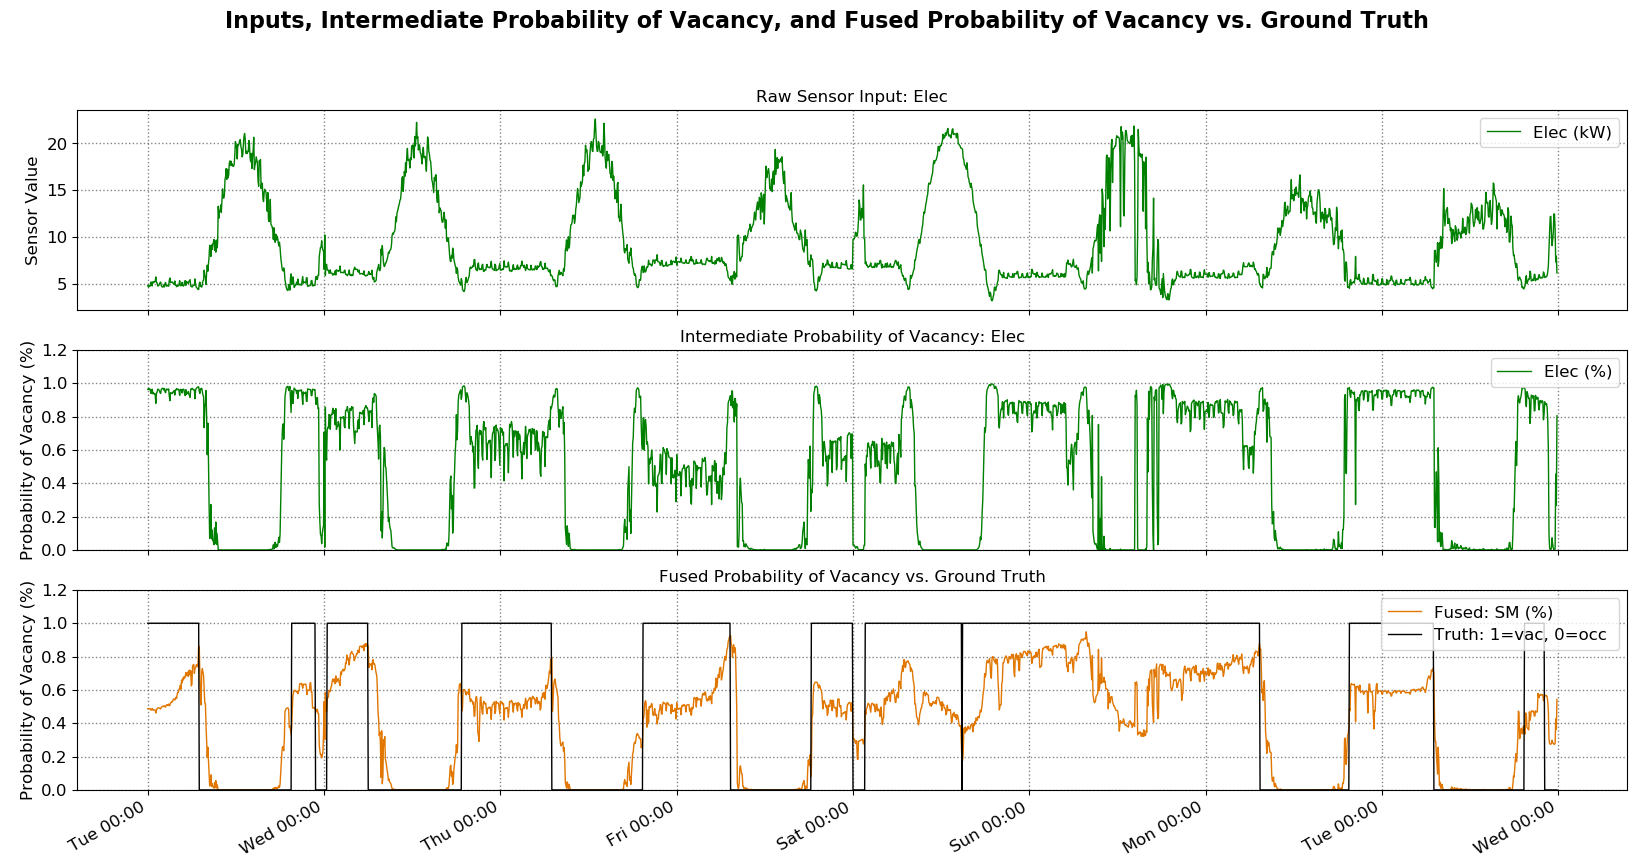 Inputs, Intermediate Probability of Vacancy, and Fused Probability of Vacancy vs. Ground Truth
Raw Sensor Input: Elec
Sensor Value
20
15
10
5
Elec (kW)
Intermediate Probability of Vacancy: Elec
Probability of Vacancy (%)
1.2
1.0
0.8
0.6
0.4
0.2
0.0
Elec (%)
Fused Probability of Vacancy vs. Ground Truth
Probability of Vacancy (%)
1.2
1.0
0.8
0.6
0.4
0.2
0.0
Fused: SM (%)
Truth: 1=vac, 0=occ
Tue 00:00
Wed 00:00
Thu 00:00
Fri 00:00
Sat 00:00
Sun 00:00
Mon 00:00
Tue 00:00
Wed 00:00